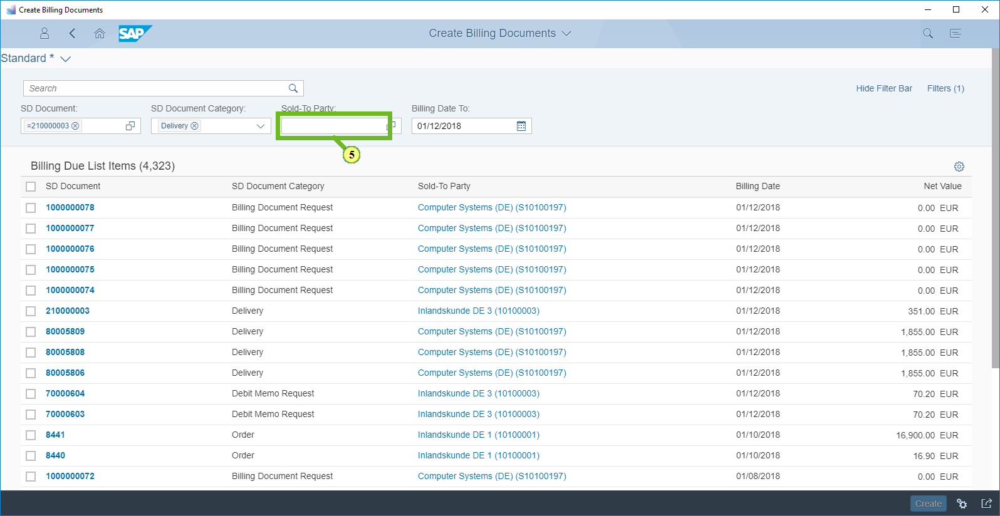 Create Billing Documents
SAP Create Billing Documents
Standard *
Search Hide Filter Bar Filters (1)
SD Document: SD Document Category: Sold-To Party: Billing Date To:
=210000003 Delivery 01/12/2018
5
Billing Due List Items (4,323)
SD Document SD Document Category Sold-To Party Billing Date Net Value
1000000078 Billing Document Request Computer Systems (DE) (S10100197) 01/12/2018 0.00 EUR
1000000077 Billing Document Request Computer Systems (DE) (S10100197) 01/12/2018 0.00 EUR
1000000076 Billing Document Request Computer Systems (DE) (S10100197) 01/12/2018 0.00 EUR
1000000075 Billing Document Request Computer Systems (DE) (S10100197) 01/12/2018 0.00 EUR
1000000074 Billing Document Request Computer Systems (DE) (S10100197) 01/12/2018 0.00 EUR
210000003 Delivery Inlandskunde DE 3 (10100003) 01/12/2018 351.00 EUR
80005809 Delivery Computer Systems (DE) (S10100197) 01/12/2018 1,855.00 EUR
80005808 Delivery Computer Systems (DE) (S10100197) 01/12/2018 1,855.00 EUR
80005806 Delivery Computer Systems (DE) (S10100197) 01/12/2018 1,855.00 EUR
70000604 Debit Memo Request Inlandskunde DE 3 (10100003) 01/12/2018 70.20 EUR
70000603 Debit Memo Request Inlandskunde DE 3 (10100003) 01/12/2018 70.20 EUR
8441 Order Inlandskunde DE 1 (10100001) 01/10/2018 16,900.00 EUR
8440 Order Inlandskunde DE 1 (10100001) 01/10/2018 16.90 EUR
1000000072 Billing Document Request Computer Systems (DE) (S10100197) 01/08/2018 0.00 EUR
Create